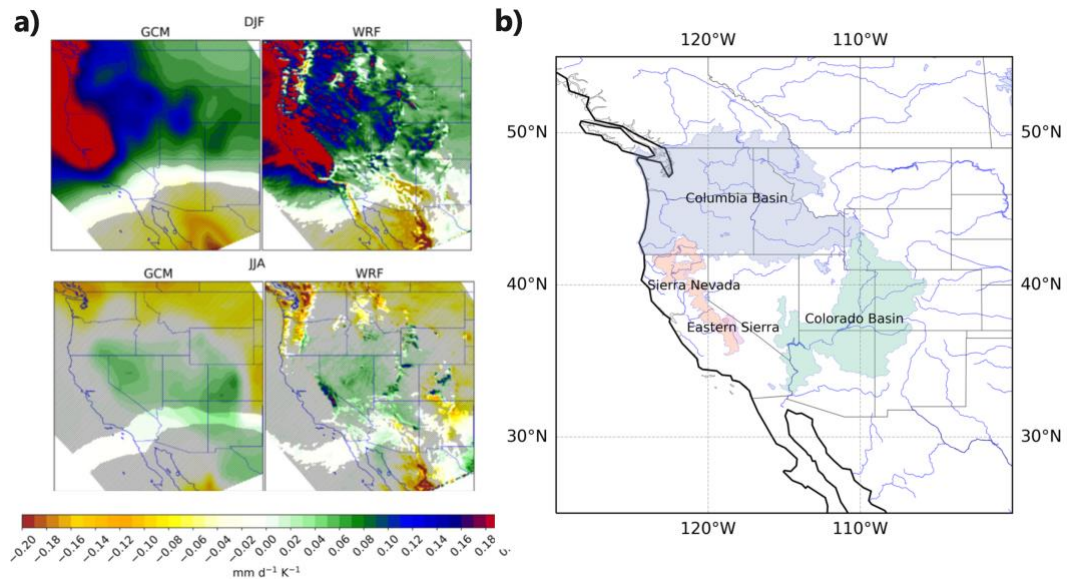 a)
DJF
GCM WRF
JJA
GCM WRF
−0.20 −0.18 −0.16 −0.14 −0.12 −0.10 −0.08 −0.06 −0.04 −0.02 0.00 0.02 0.04 0.06 0.08 0.10 0.12 0.14 0.16 0.18 0.
mm d⁻¹ K⁻¹
b)
120°W 110°W
50°N 50°N
Columbia Basin
40°N 40°N
Sierra Nevada
Colorado Basin
Eastern Sierra
30°N 30°N
120°W 110°W